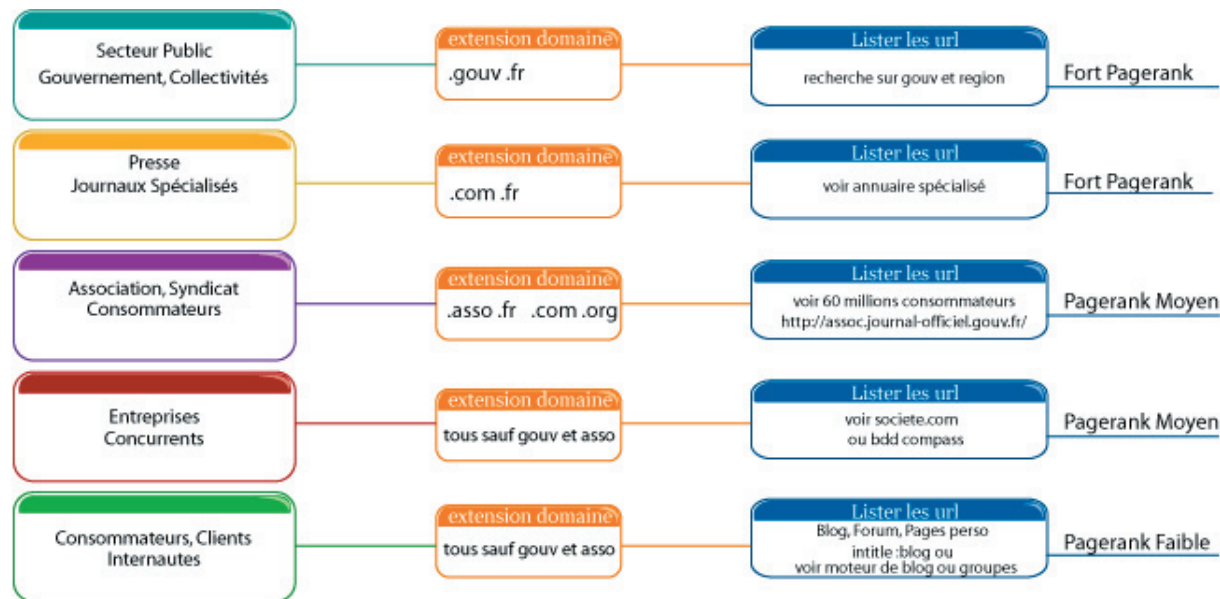 Secteur Public
Gouvernement, Collectivités
extension domaine
.gouv .fr
Lister les url
recherche sur gouv et region
Fort Pagerank
Presse
Journaux Spécialisés
extension domaine
.com .fr
Lister les url
voir annuaire spécialisé
Fort Pagerank
Association, Syndicat
Consommateurs
extension domaine
.asso .fr .com .org
Lister les url
voir 60 millions consommateurs
http://assoc.journal-officiel.gouv.fr/
Pagerank Moyen
Entreprises
Concurrents
extension domaine
tous sauf gouv et asso
Lister les url
voir societe.com
ou bdd compass
Pagerank Moyen
Consommateurs, Clients
Internautes
extension domaine
tous sauf gouv et asso
Lister les url
Blog, Forum, Pages perso
intitle :blog ou
voir moteur de blog ou groupes
Pagerank Faible